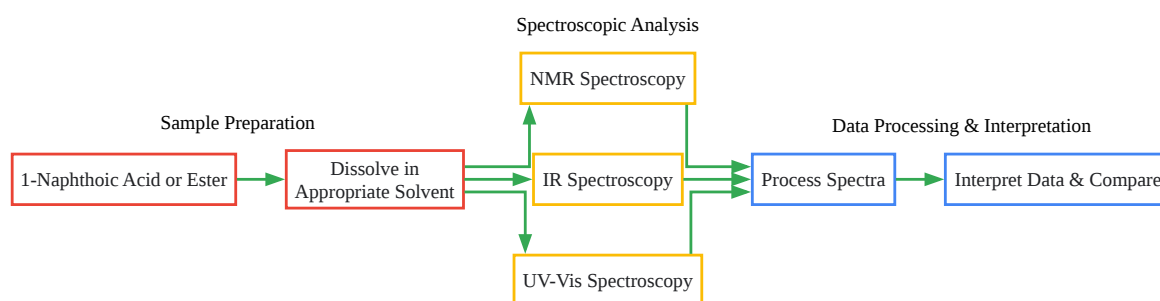 Spectroscopic Analysis
NMR Spectroscopy
Sample Preparation
Data Processing & Interpretation
1-Naphthoic Acid or Ester
Dissolve in
Appropriate Solvent
IR Spectroscopy
Process Spectra
Interpret Data & Compare
UV-Vis Spectroscopy